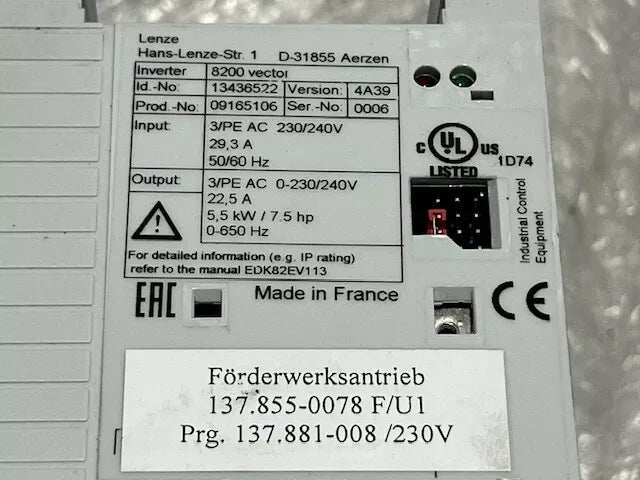 Lenze
Hans-Lenze-Str. 1 D-31855 Aerzen
Inverter 8200 vector
Id.-No: 13436522 Version: 4A39
Prod.-No: 09165106 Ser.-No: 0006
Input: 3/PE AC 230/240V
29,3 A
50/60 Hz
Output: 3/PE AC 0-230/240V
22,5 A
5,5 kW / 7.5 hp
0-650 Hz
For detailed information (e.g. IP rating)
refer to the manual EDK82EV113
C UL US
LISTED
1D74
Industrial Control
Equipment
EAC Made in France CE
Förderwerksantrieb
137.855-0078 F/U1
Prg. 137.881-008 /230V